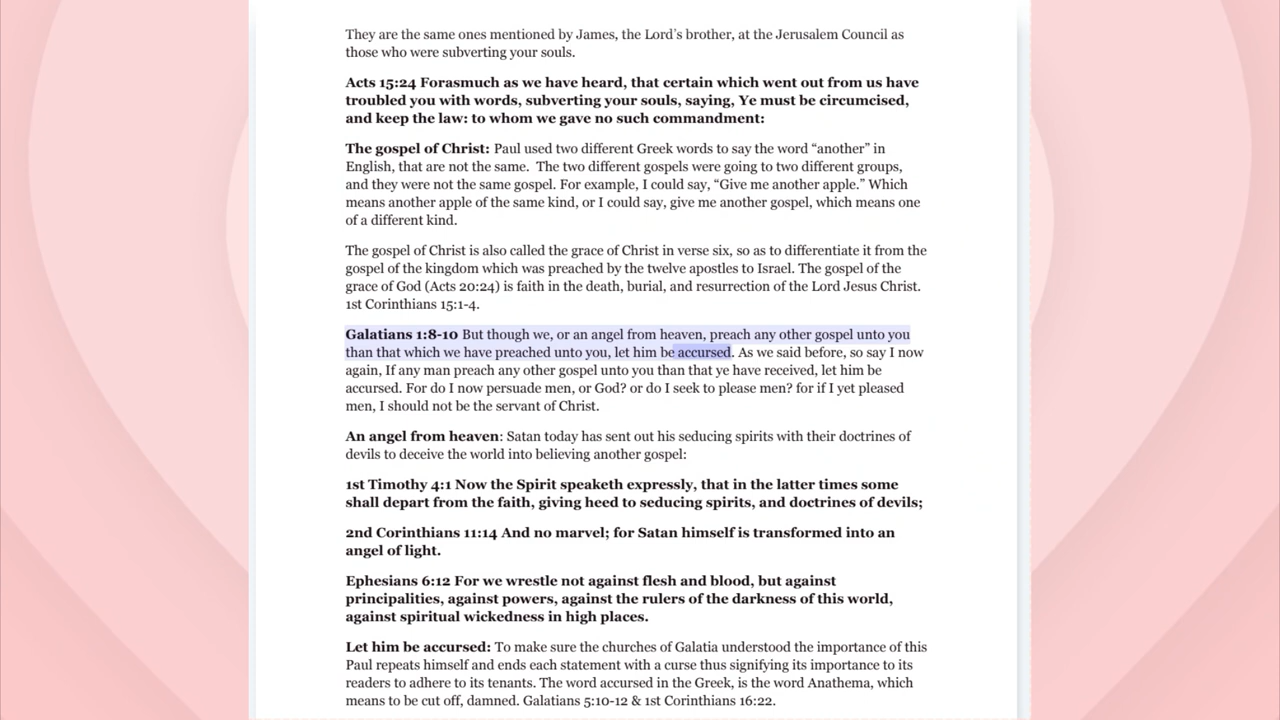 They are the same ones mentioned by James, the Lord's brother, at the Jerusalem Council as
those who were subverting your souls.
Acts 15:24 Forasmuch as we have heard, that certain which went out from us have
troubled you with words, subverting your souls, saying, Ye must be circumcised,
and keep the law: to whom we gave no such commandment:
The gospel of Christ: Paul used two different Greek words to say the word “another” in
English, that are not the same.  The two different gospels were going to two different groups,
and they were not the same gospel. For example, I could say, “Give me another apple.” Which
means another apple of the same kind, or I could say, give me another gospel, which means one
of a different kind.
The gospel of Christ is also called the grace of Christ in verse six, so as to differentiate it from the
gospel of the kingdom which was preached by the twelve apostles to Israel. The gospel of the
grace of God (Acts 20:24) is faith in the death, burial, and resurrection of the Lord Jesus Christ.
1st Corinthians 15:1-4.
Galatians 1:8-10 But though we, or an angel from heaven, preach any other gospel unto you
than that which we have preached unto you, let him be accursed. As we said before, so say I now
again, If any man preach any other gospel unto you than that ye have received, let him be
accursed. For do I now persuade men, or God? or do I seek to please men? for if I yet pleased
men, I should not be the servant of Christ.
An angel from heaven: Satan today has sent out his seducing spirits with their doctrines of
devils to deceive the world into believing another gospel:
1st Timothy 4:1 Now the Spirit speaketh expressly, that in the latter times some
shall depart from the faith, giving heed to seducing spirits, and doctrines of devils;
2nd Corinthians 11:14 And no marvel; for Satan himself is transformed into an
angel of light.
Ephesians 6:12 For we wrestle not against flesh and blood, but against
principalities, against powers, against the rulers of the darkness of this world,
against spiritual wickedness in high places.
Let him be accursed: To make sure the churches of Galatia understood the importance of this
Paul repeats himself and ends each statement with a curse thus signifying its importance to its
readers to adhere to its tenants. The word accursed in the Greek, is the word Anathema, which
means to be cut off, damned. Galatians 5:10-12 & 1st Corinthians 16:22.